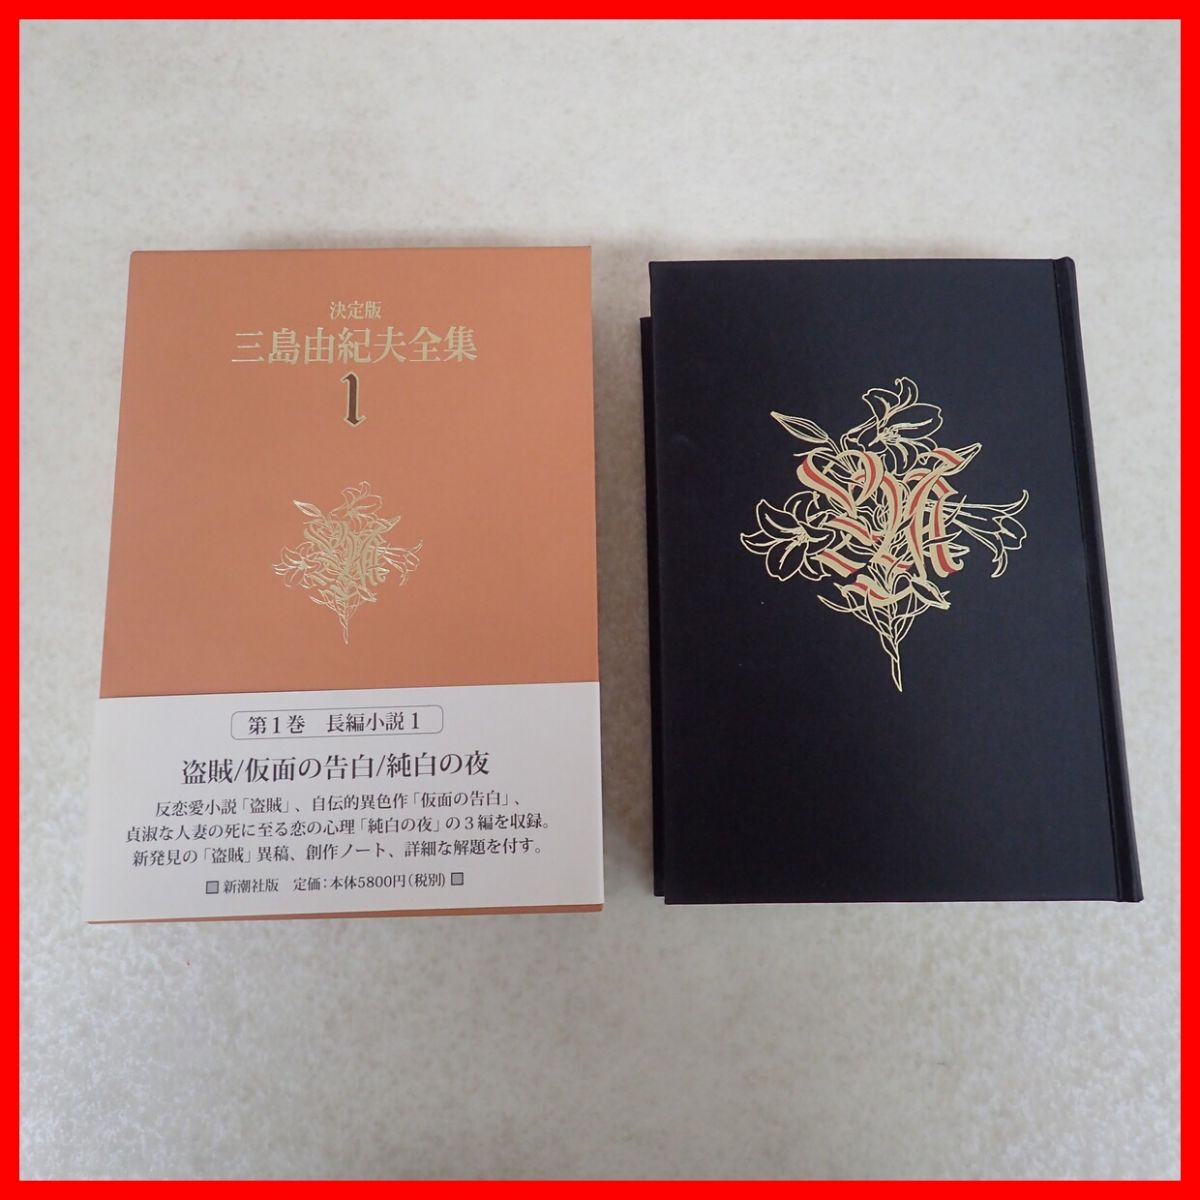 決定版
三島由紀夫全集
1
第1巻 長編小説1
盗賊/仮面の告白/純白の夜
反恋愛小説「盗賊」、自伝的異色作「仮面の告白」、
貞淑な人妻の死に至る恋の心理「純白の夜」の3編を収録。
新発見の「盗賊」異稿、創作ノート、詳細な解題を付す。
新潮社版 定価：本体5800円（税別）